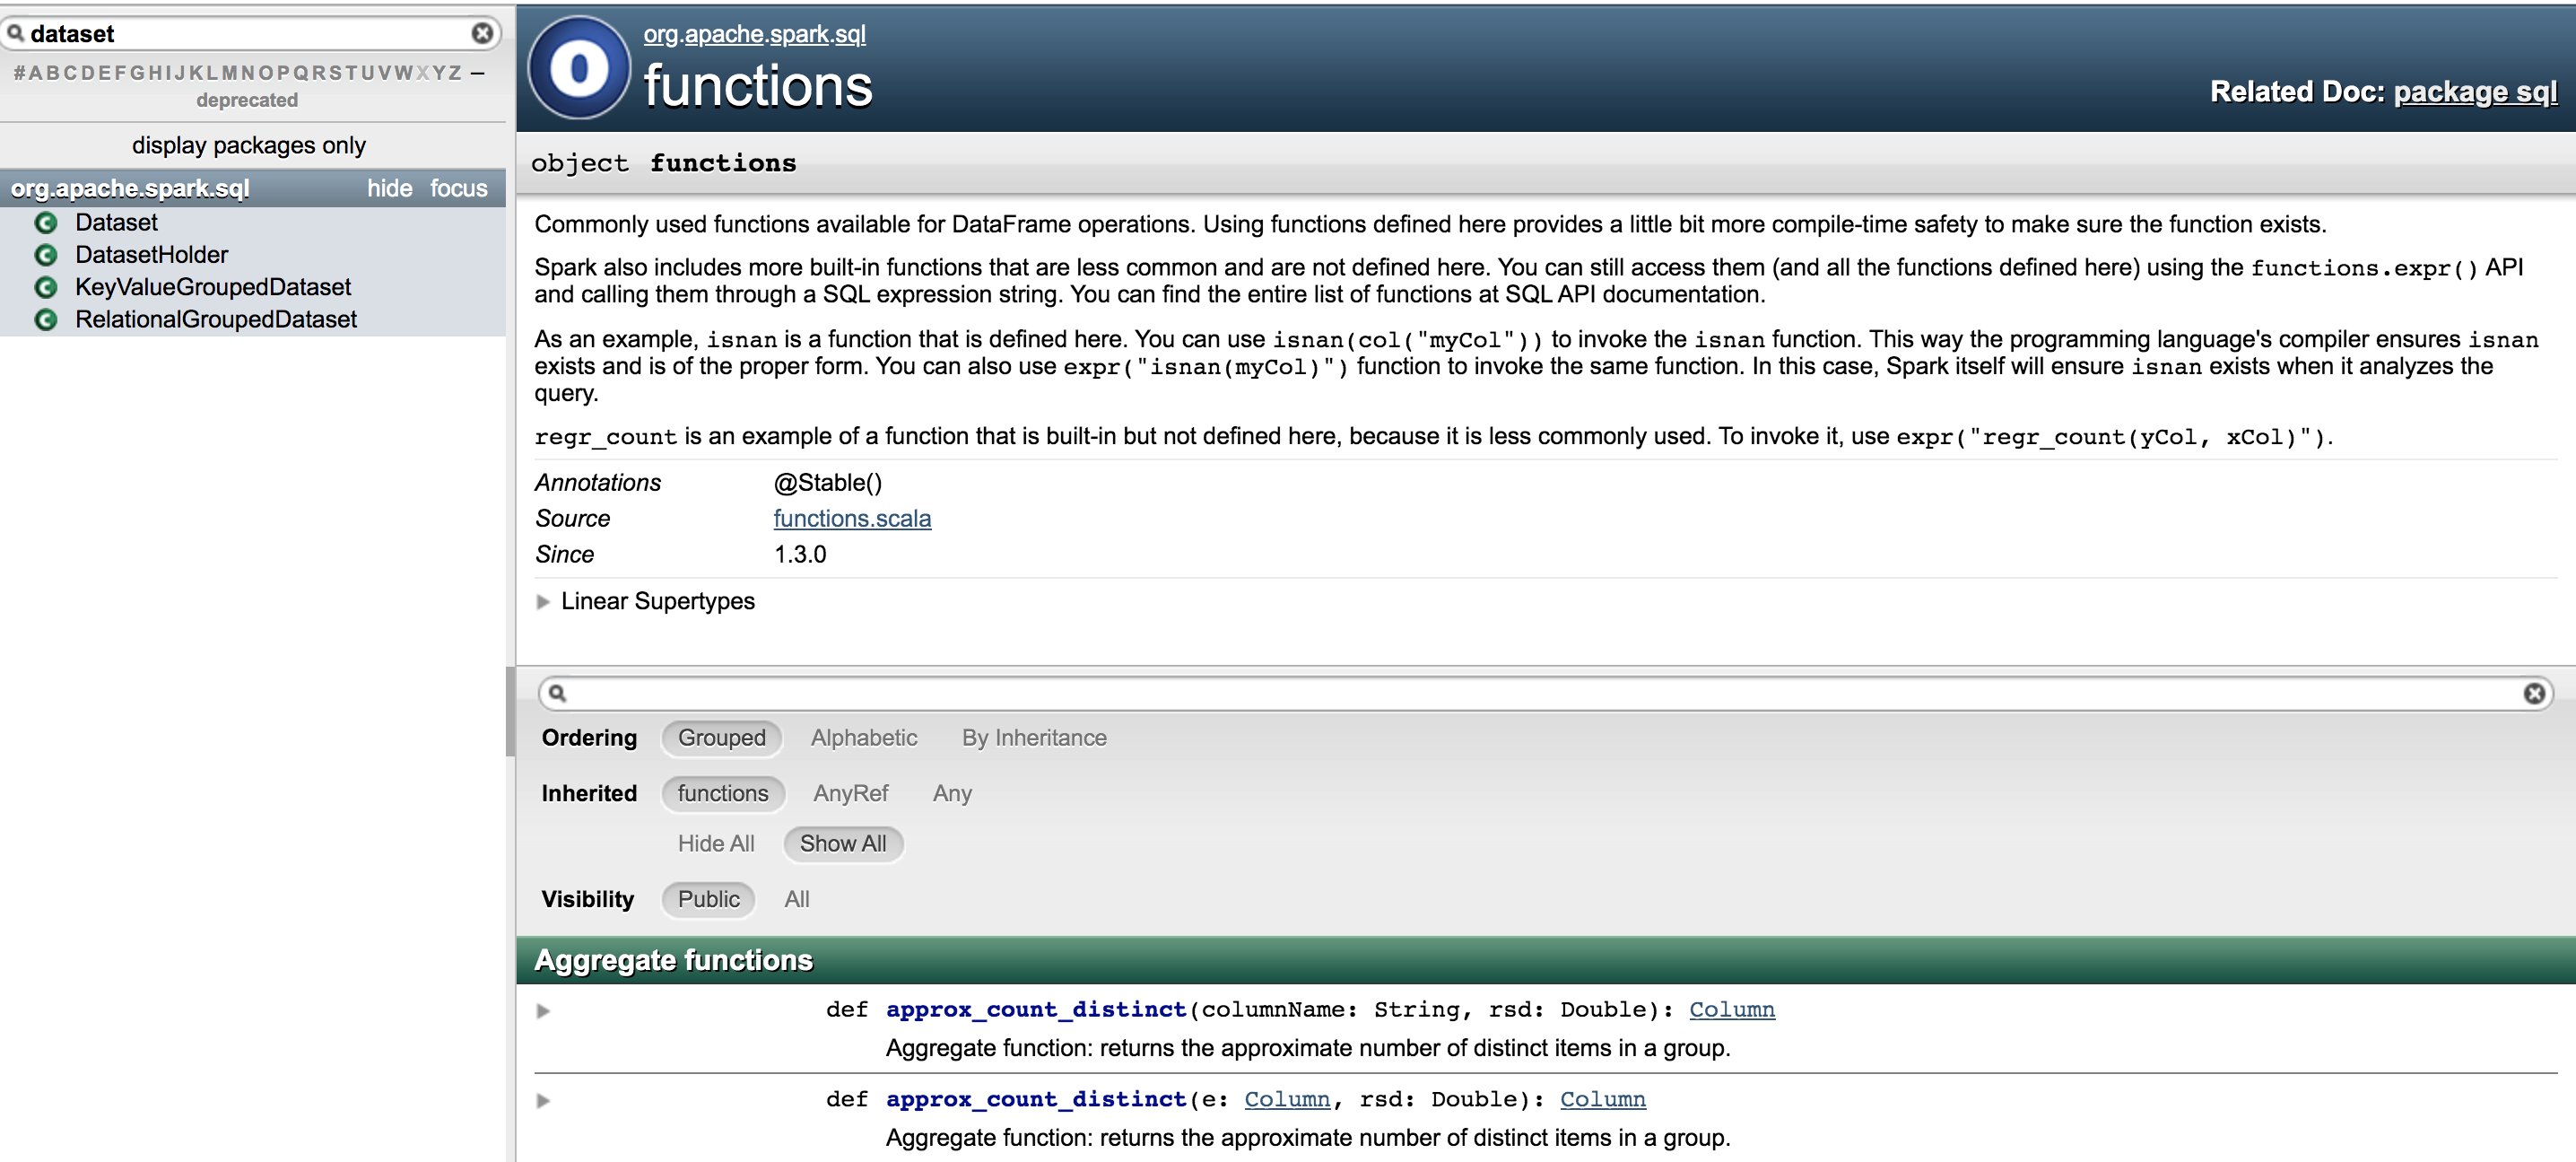 dataset
#ABCDEFGHIJKLMNOPQRSTUVWXYZ –
deprecated
display packages only
org.apache.spark.sql hide focus
Dataset
DatasetHolder
KeyValueGroupedDataset
RelationalGroupedDataset
O
org.apache.spark.sql
functions
Related Doc: package sql
object functions
Commonly used functions available for DataFrame operations. Using functions defined here provides a little bit more compile-time safety to make sure the function exists.
Spark also includes more built-in functions that are less common and are not defined here. You can still access them (and all the functions defined here) using the functions.expr() API
and calling them through a SQL expression string. You can find the entire list of functions at SQL API documentation.
As an example, isnan is a function that is defined here. You can use isnan(col("myCol")) to invoke the isnan function. This way the programming language's compiler ensures isnan
exists and is of the proper form. You can also use expr("isnan(myCol)") function to invoke the same function. In this case, Spark itself will ensure isnan exists when it analyzes the
query.
regr_count is an example of a function that is built-in but not defined here, because it is less commonly used. To invoke it, use expr("regr_count(yCol, xCol)").
Annotations @Stable()
Source functions.scala
Since 1.3.0
Linear Supertypes
Ordering Grouped Alphabetic By Inheritance
Inherited functions AnyRef Any
Hide All Show All
Visibility Public All
Aggregate functions
def approx_count_distinct(columnName: String, rsd: Double): Column
Aggregate function: returns the approximate number of distinct items in a group.
def approx_count_distinct(e: Column, rsd: Double): Column
Aggregate function: returns the approximate number of distinct items in a group.